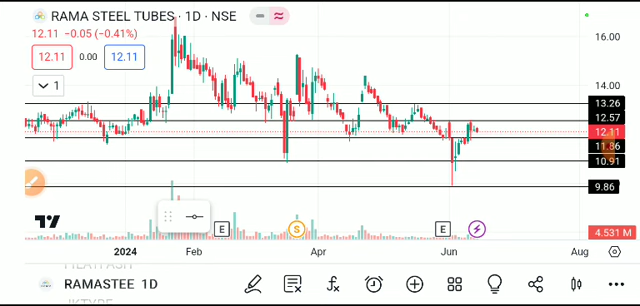 RAMA STEEL TUBES · 1D · NSE
12.11 −0.05 (−0.41%)
12.11 0.00 12.11
1
16.00
14.00
13.26
12.57
12.11
11.86
10.91
9.86
E S E
4.531 M
2024 Feb Apr Jun Aug
RAMASTEE 1D